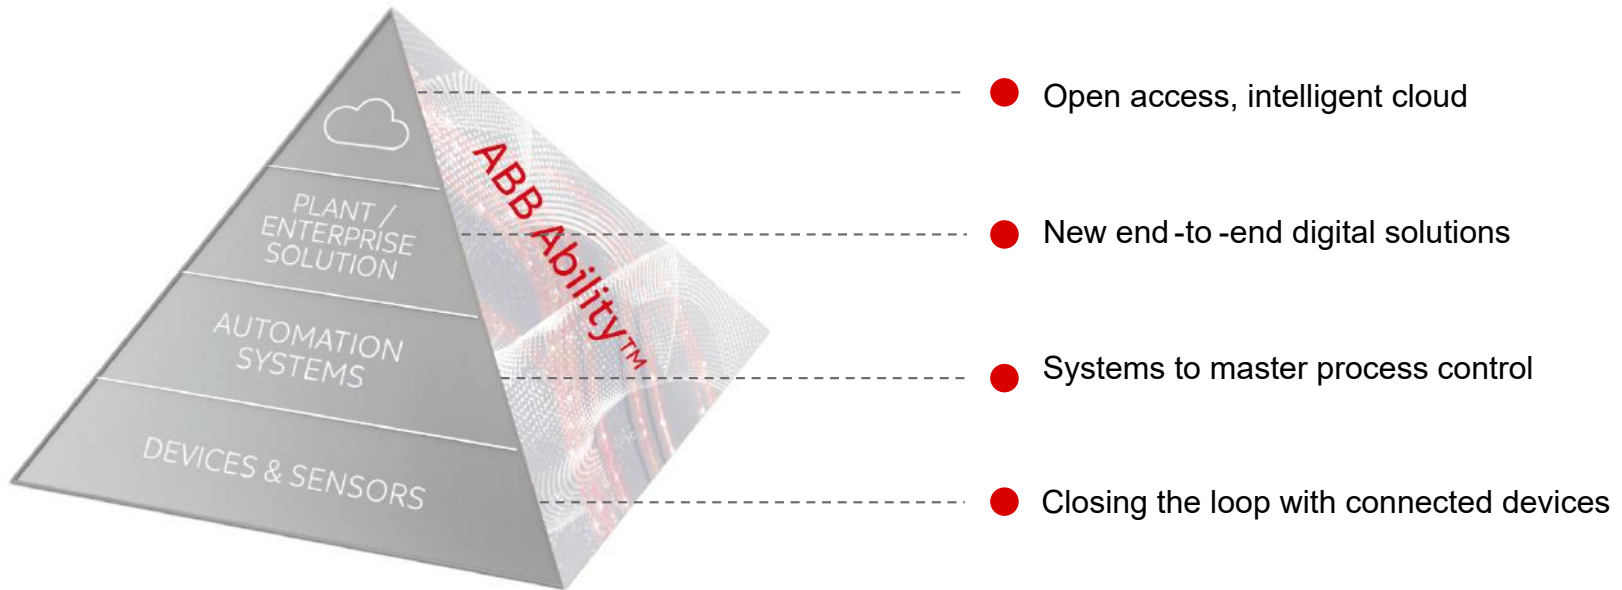 Open access, intelligent cloud
ABB Ability™
PLANT /
ENTERPRISE
SOLUTION
New end-to-end digital solutions
AUTOMATION
SYSTEMS
Systems to master process control
DEVICES & SENSORS
Closing the loop with connected devices